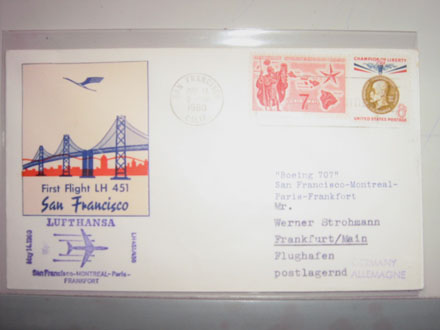 SAN FRANCISCO
1960
CALIF
7
CHAMPION OF LIBERTY
UNITED STATES POSTAGE
First Flight LH 451
San Francisco
LUFTHANSA
San Francisco-MONTREAL-Paris-
FRANKFURT
"Boeing 707"
San Francisco-Montreal-
Paris-Frankfurt
Mr.
Werner Strohmann
Frankfurt/Main
Flughafen
postlagernd
GERMANY
ALLEMAGNE